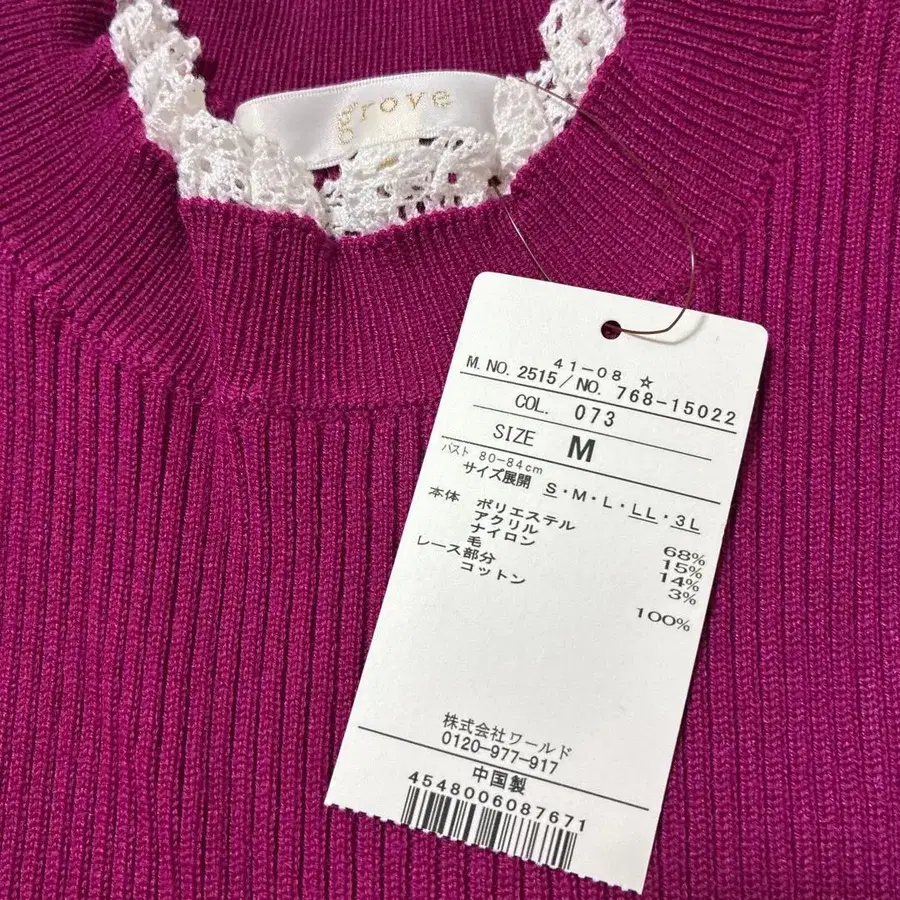 grove
41-08 ☆
M. NO. 2515/NO. 768-15022
COL. 073
SIZE M
バスト 80-84cm
サイズ展開 S・M・L・LL・3L
本体 ポリエステル 68%
アクリル 15%
ナイロン 14%
毛 3%
レース部分
コットン 100%
株式会社ワールド
0120-977-917
中国製
4548006087671